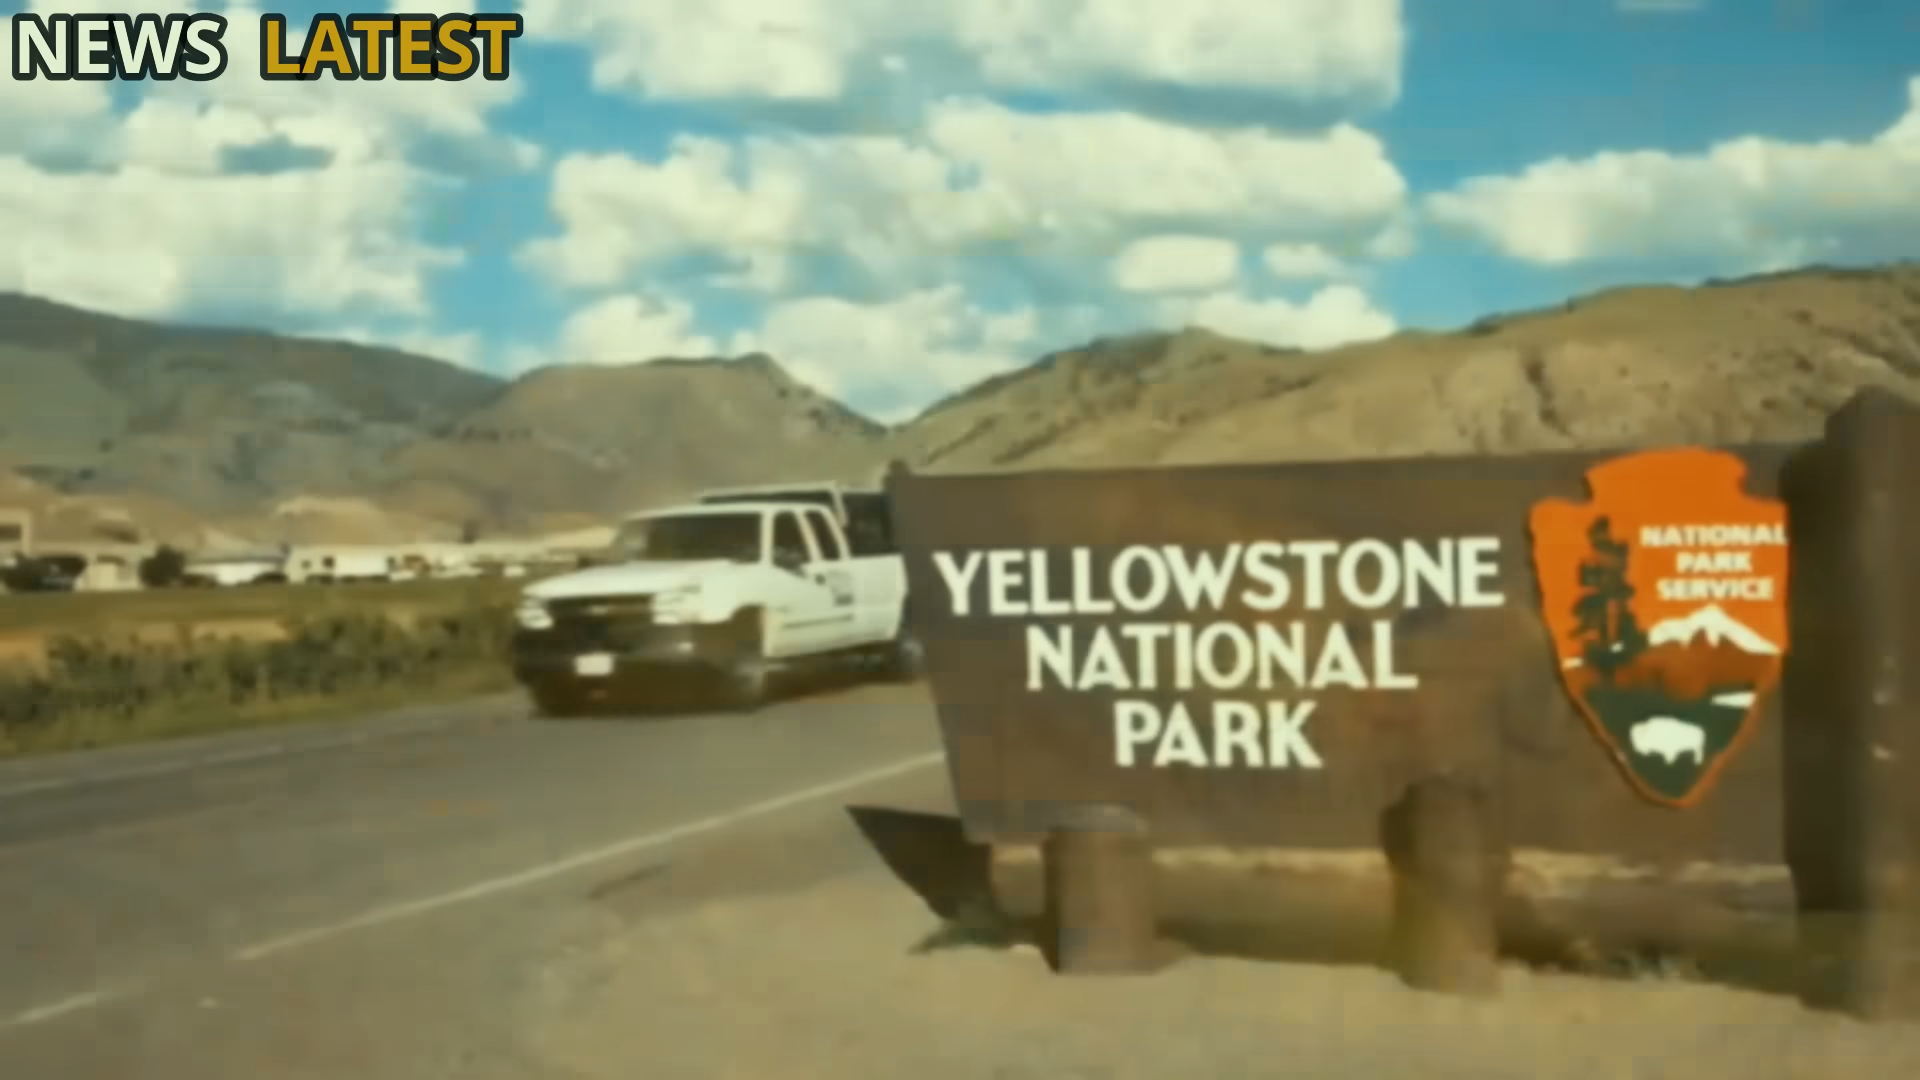 NEWS LATEST
YELLOWSTONE
NATIONAL
PARK
NATIONAL
PARK
SERVICE